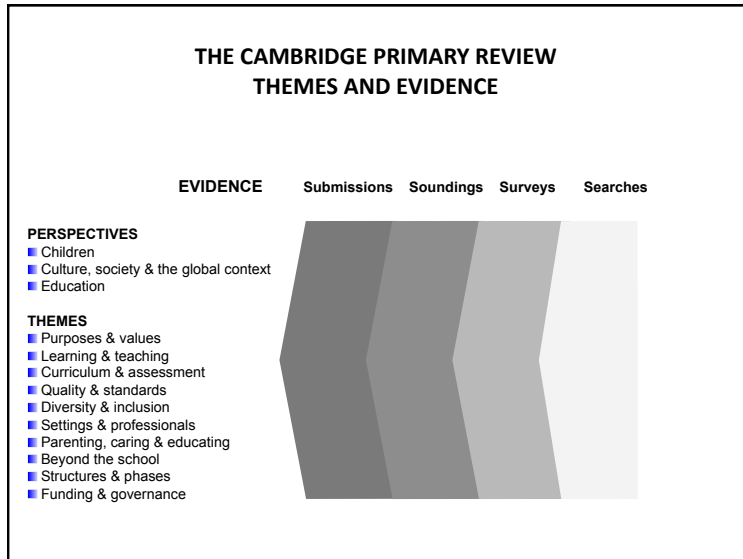 THE CAMBRIDGE PRIMARY REVIEW
THEMES AND EVIDENCE
EVIDENCE Submissions Soundings Surveys Searches
PERSPECTIVES
Children
Culture, society & the global context
Education
THEMES
Purposes & values
Learning & teaching
Curriculum & assessment
Quality & standards
Diversity & inclusion
Settings & professionals
Parenting, caring & educating
Beyond the school
Structures & phases
Funding & governance